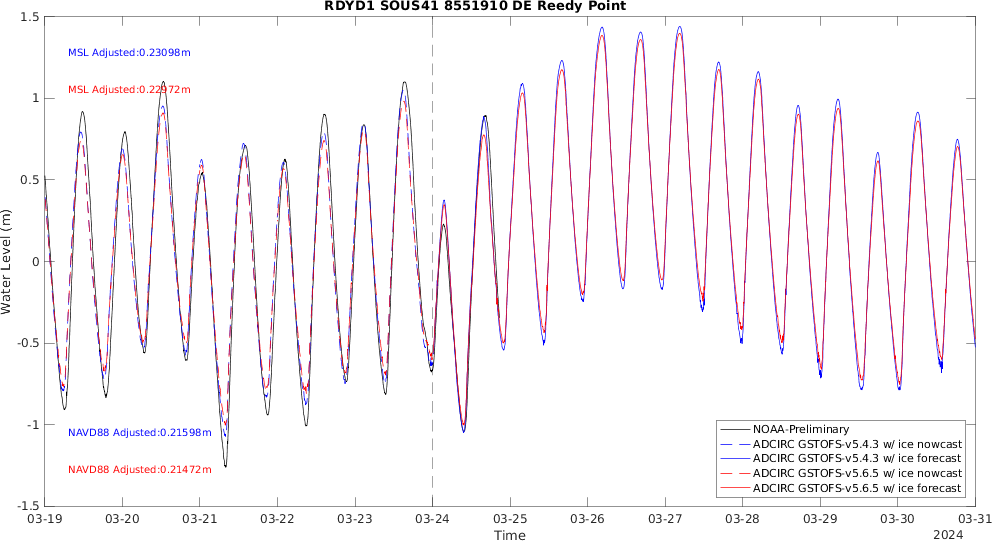 RDYD1 SOUS41 8551910 DE Reedy Point
1.5
1
0.5
0
-0.5
-1
-1.5
Water Level (m)
MSL Adjusted:0.23098m
MSL Adjusted:0.22972m
NAVD88 Adjusted:0.21598m
NAVD88 Adjusted:0.21472m
NOAA-Preliminary
ADCIRC GSTOFS-v5.4.3 w/ ice nowcast
ADCIRC GSTOFS-v5.4.3 w/ ice forecast
ADCIRC GSTOFS-v5.6.5 w/ ice nowcast
ADCIRC GSTOFS-v5.6.5 w/ ice forecast
03-19 03-20 03-21 03-22 03-23 03-24 03-25 03-26 03-27 03-28 03-29 03-30 03-31
Time
2024